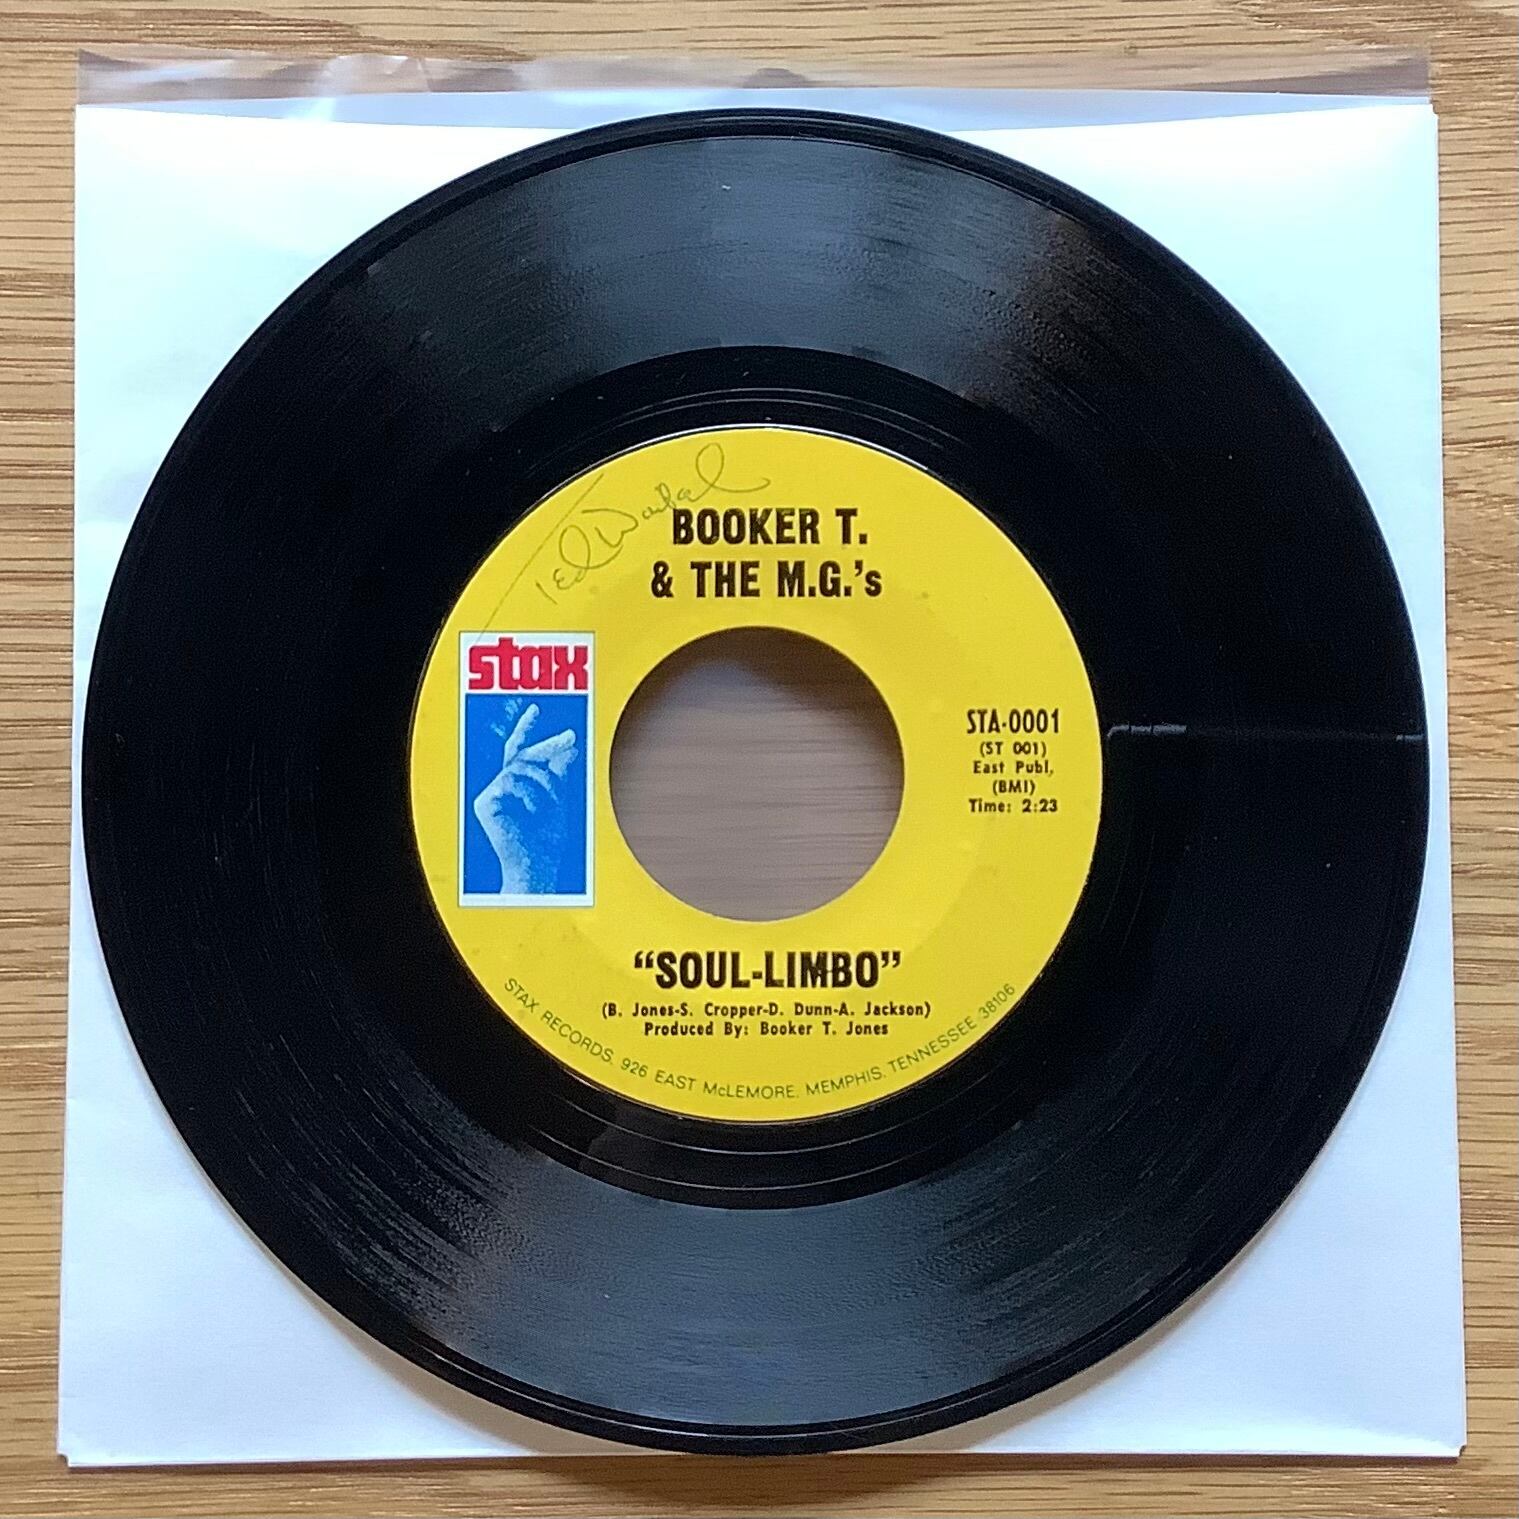 Ted
BOOKER T.
& THE M.G.'s
stax
STA-0001
(ST 001)
East Publ,
(BMI)
Time: 2:23
“SOUL-LIMBO”
(B. Jones-S. Cropper-D. Dunn-A. Jackson)
Produced By: Booker T. Jones
STAX RECORDS, 926 EAST McLEMORE, MEMPHIS, TENNESSEE 38106